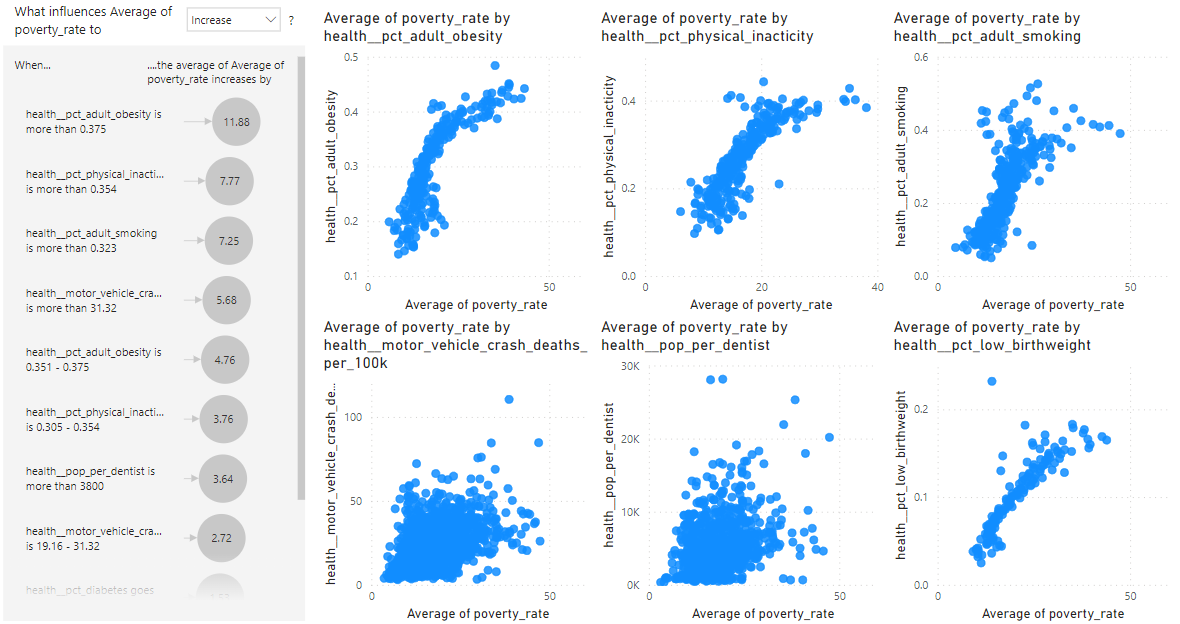 What influences Average of
poverty_rate to
Increase
?
When...
...the average of Average of
poverty_rate increases by
health__pct_adult_obesity is
more than 0.375
11.88
health__pct_physical_inacti...
is more than 0.354
7.77
health__pct_adult_smoking
is more than 0.323
7.25
health__motor_vehicle_cra...
is more than 31.32
5.68
health__pct_adult_obesity is
0.351 - 0.375
4.76
health__pct_physical_inacti...
is 0.305 - 0.354
3.76
health__pop_per_dentist is
more than 3800
3.64
health__motor_vehicle_cra...
is 19.16 - 31.32
2.72
health__pct_diabetes goes
Average of poverty_rate by
health__pct_adult_obesity
health__pct_adult_obesity
0.5
0.4
0.3
0.2
0.1
0
50
Average of poverty_rate
Average of poverty_rate by
health__pct_physical_inacticity
health__pct_physical_inacticity
0.4
0.2
0.0
0
20
40
Average of poverty_rate
Average of poverty_rate by
health__pct_adult_smoking
health__pct_adult_smoking
0.6
0.4
0.2
0.0
0
50
Average of poverty_rate
Average of poverty_rate by
health__motor_vehicle_crash_deaths_
per_100k
health__motor_vehicle_crash_de...
100
50
0
0
50
Average of poverty_rate
Average of poverty_rate by
health__pop_per_dentist
health__pop_per_dentist
30K
20K
10K
0K
0
50
Average of poverty_rate
Average of poverty_rate by
health__pct_low_birthweight
health__pct_low_birthweight
0.2
0.1
0.0
0
50
Average of poverty_rate